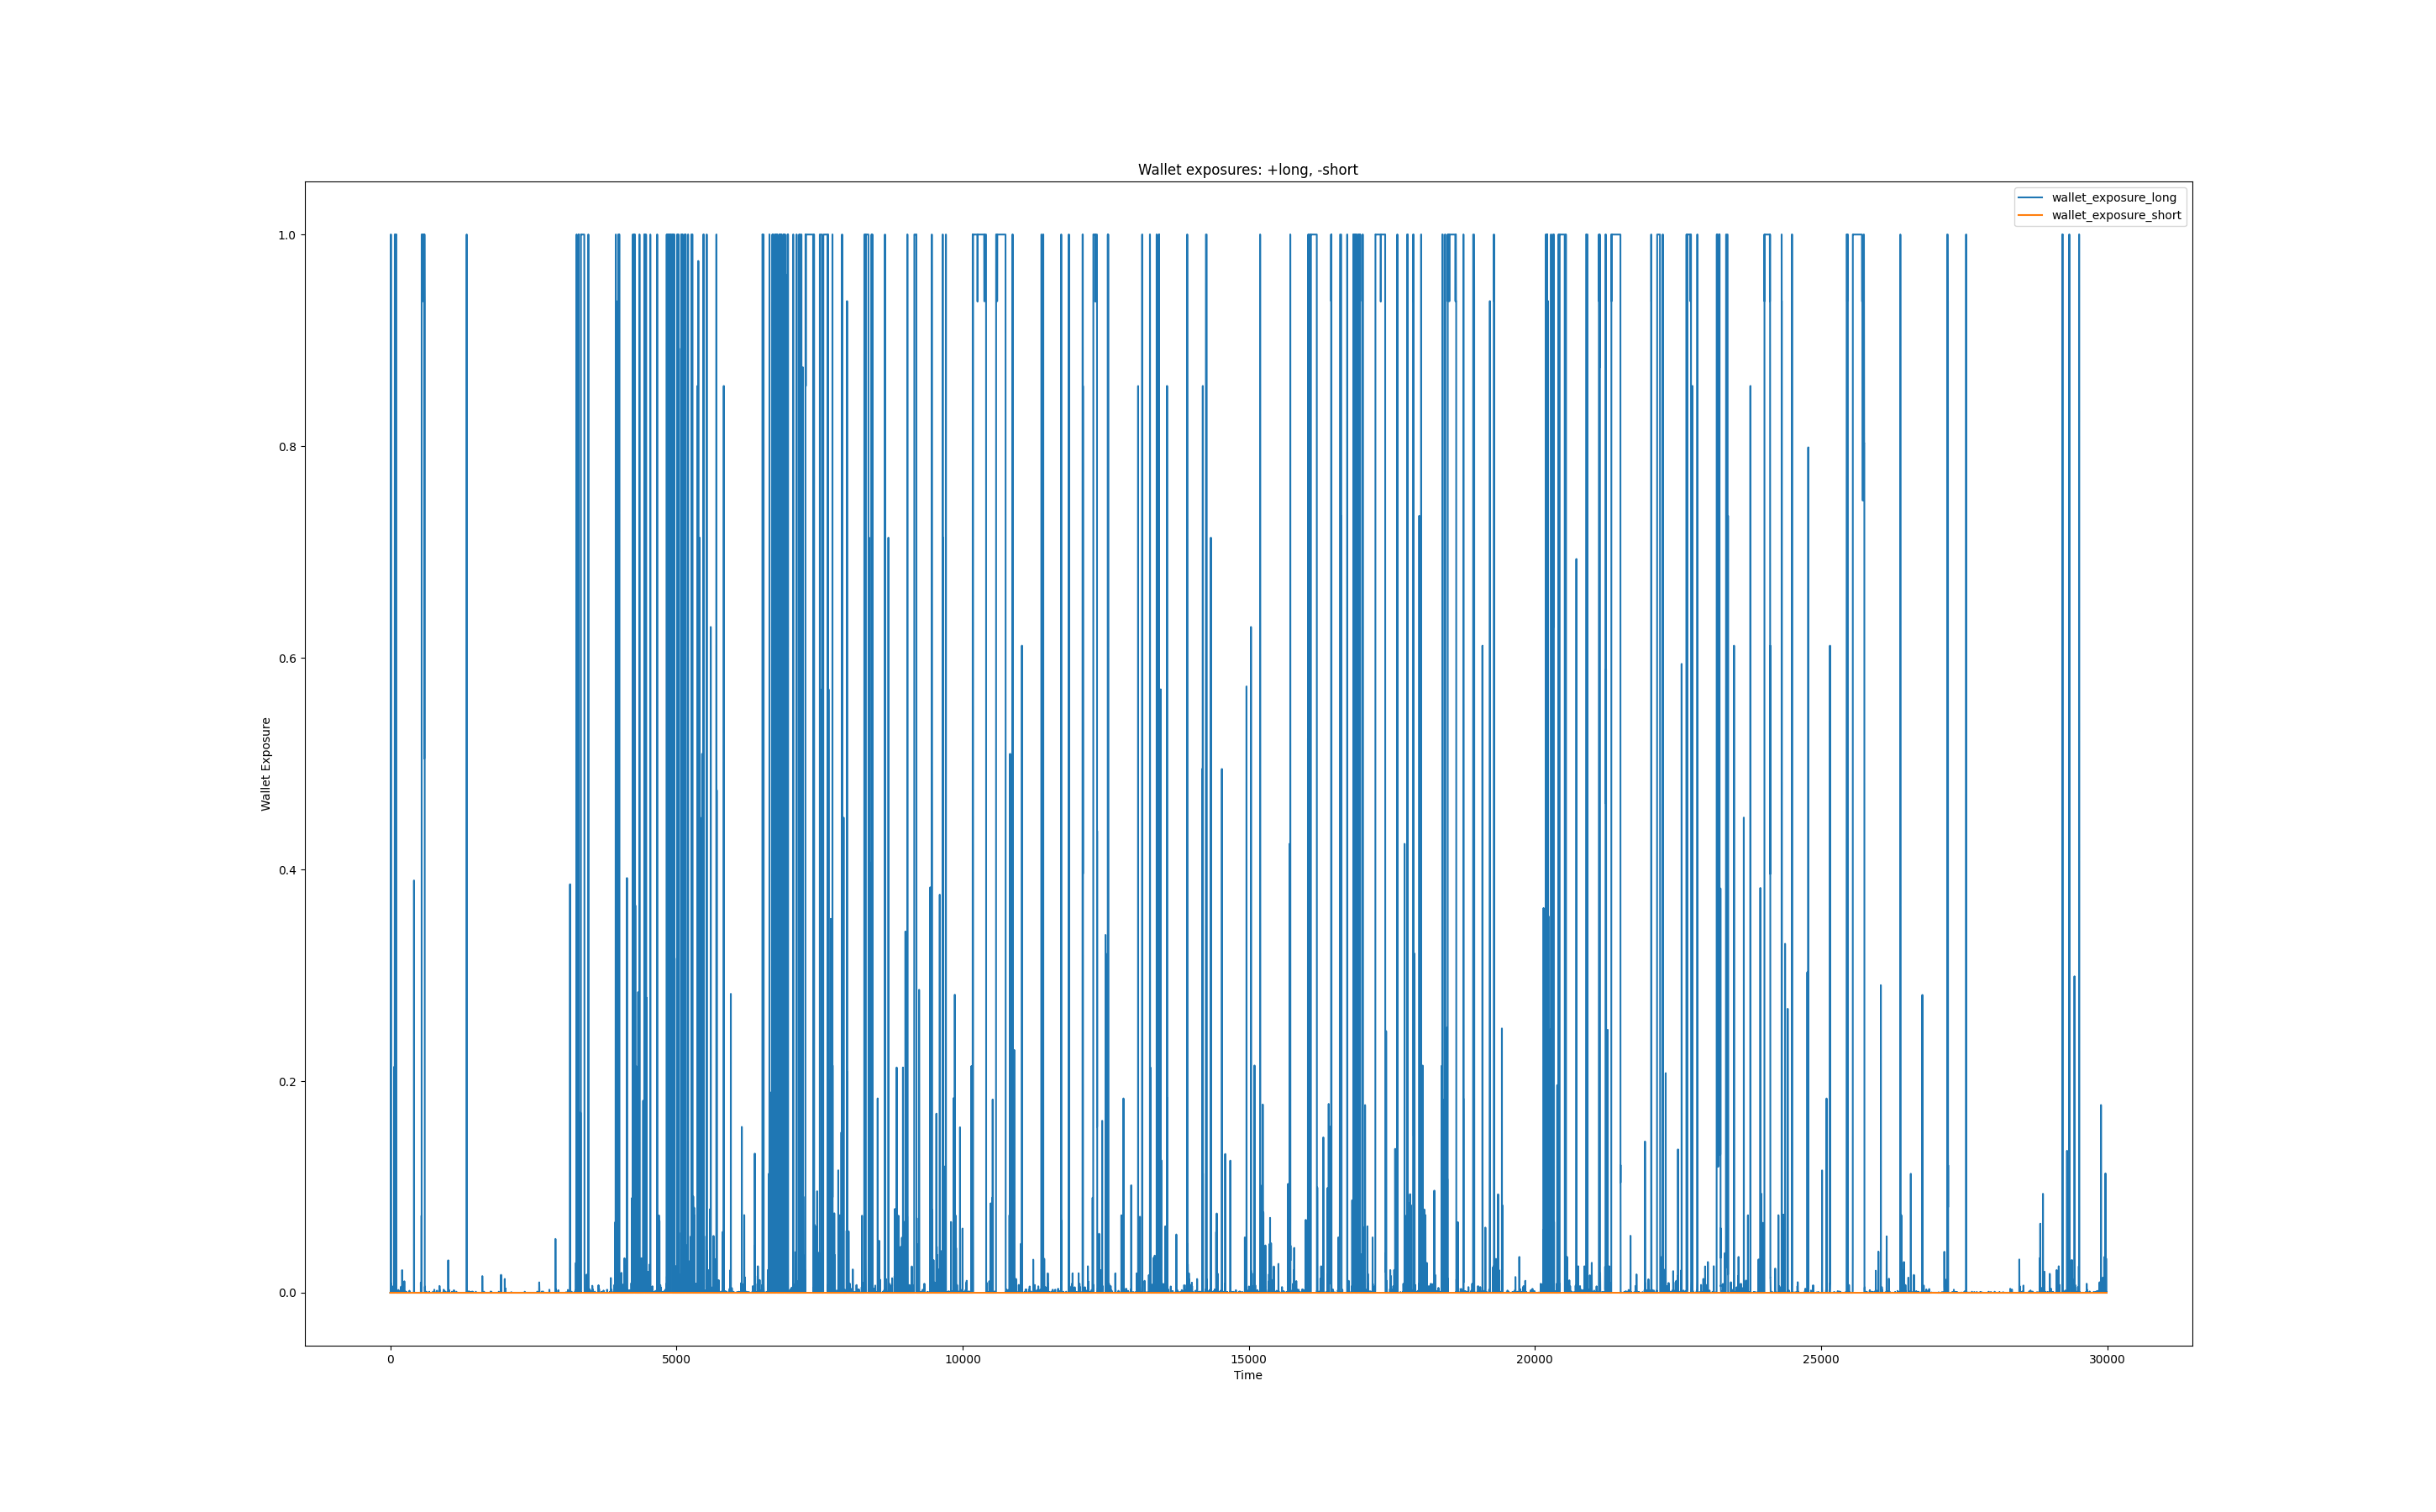 Wallet exposures: +long, -short
wallet_exposure_long
wallet_exposure_short
1.0
0.8
0.6
0.4
0.2
0.0
Wallet Exposure
0 5000 10000 15000 20000 25000 30000
Time